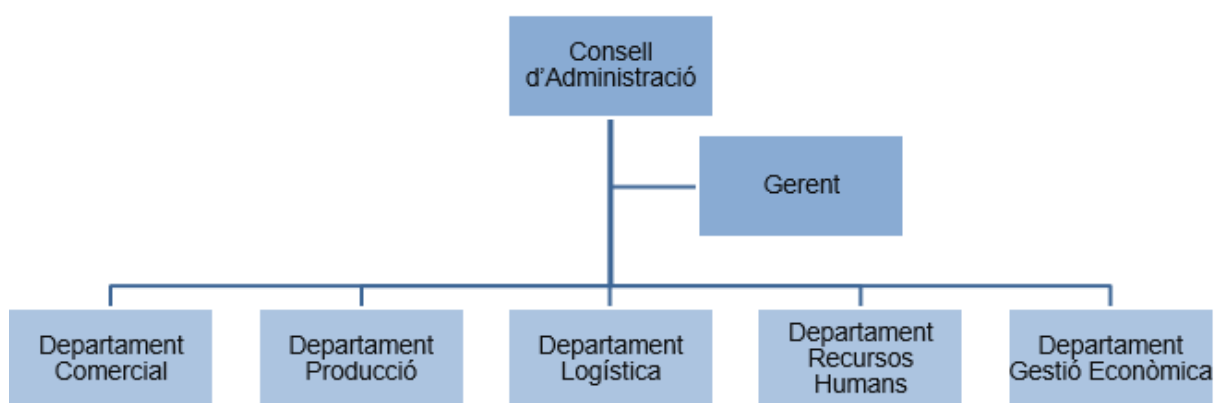 Consell
d'Administració
Gerent
Departament
Comercial
Departament
Producció
Departament
Logística
Departament
Recursos
Humans
Departament
Gestió Econòmica